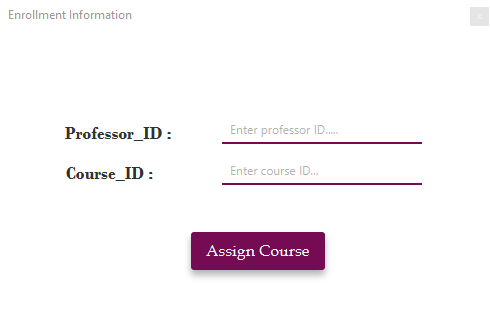 Enrollment Information
x
Professor_ID :
Enter professor ID.....
Course_ID :
Enter course ID...
Assign Course